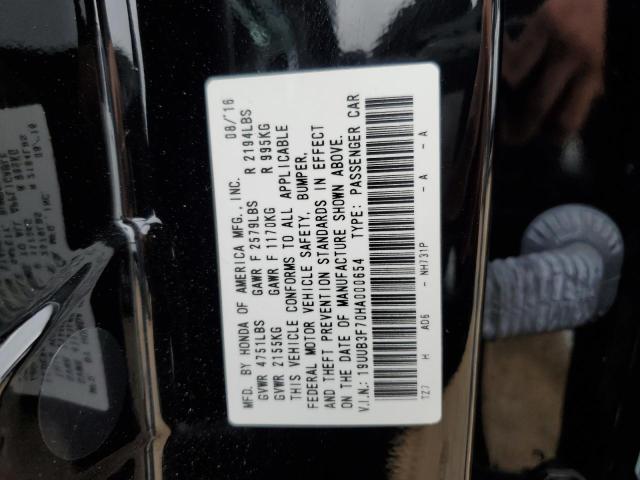 MFD. BY HONDA OF AMERICA MFG., INC. 08/16
GVWR 4751LBS GAWR F 2579LBS R 2194LBS
GVWR 2155KG GAWR F 1170KG R 995KG
THIS VEHICLE CONFORMS TO ALL APPLICABLE
FEDERAL MOTOR VEHICLE SAFETY, BUMPER,
AND THEFT PREVENTION STANDARDS IN EFFECT
ON THE DATE OF MANUFACTURE SHOWN ABOVE.
V.I.N.: 19UUB3F70HA000654 TYPE: PASSENGER CAR
TZ7 H AD6 - NH731P - A - A